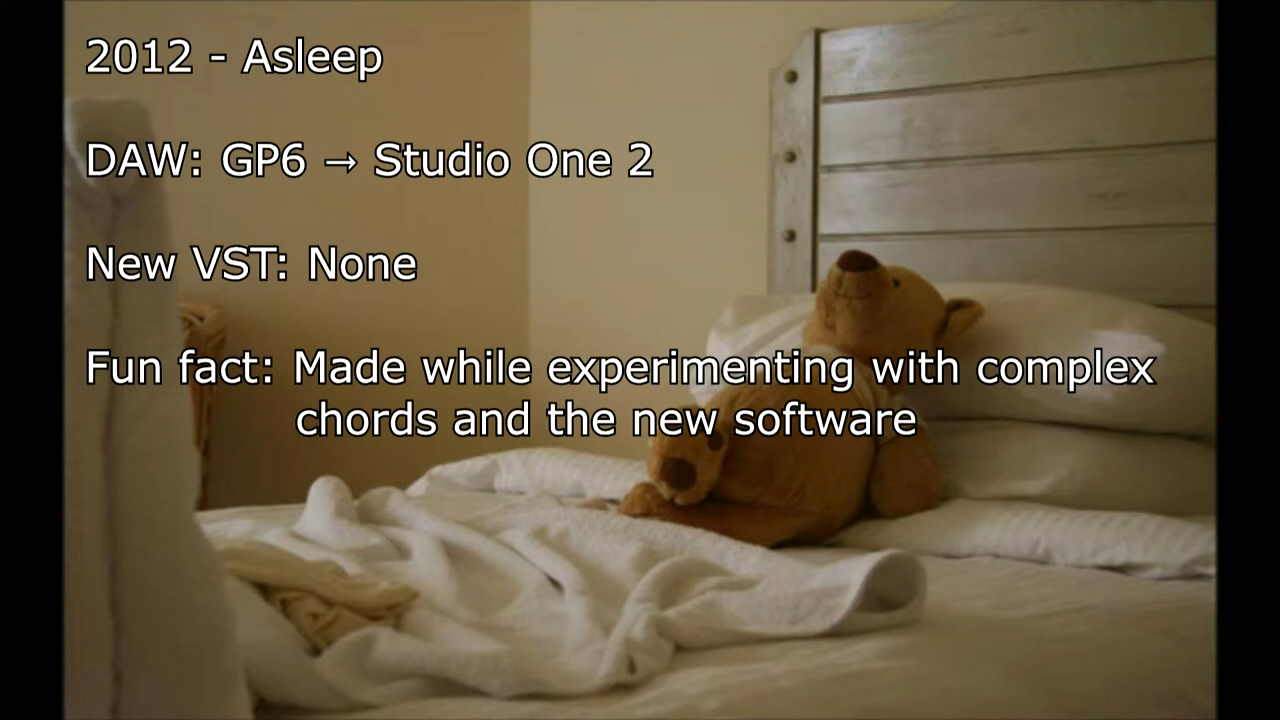 2012 - Asleep
DAW: GP6 → Studio One 2
New VST: None
Fun fact: Made while experimenting with complex
chords and the new software